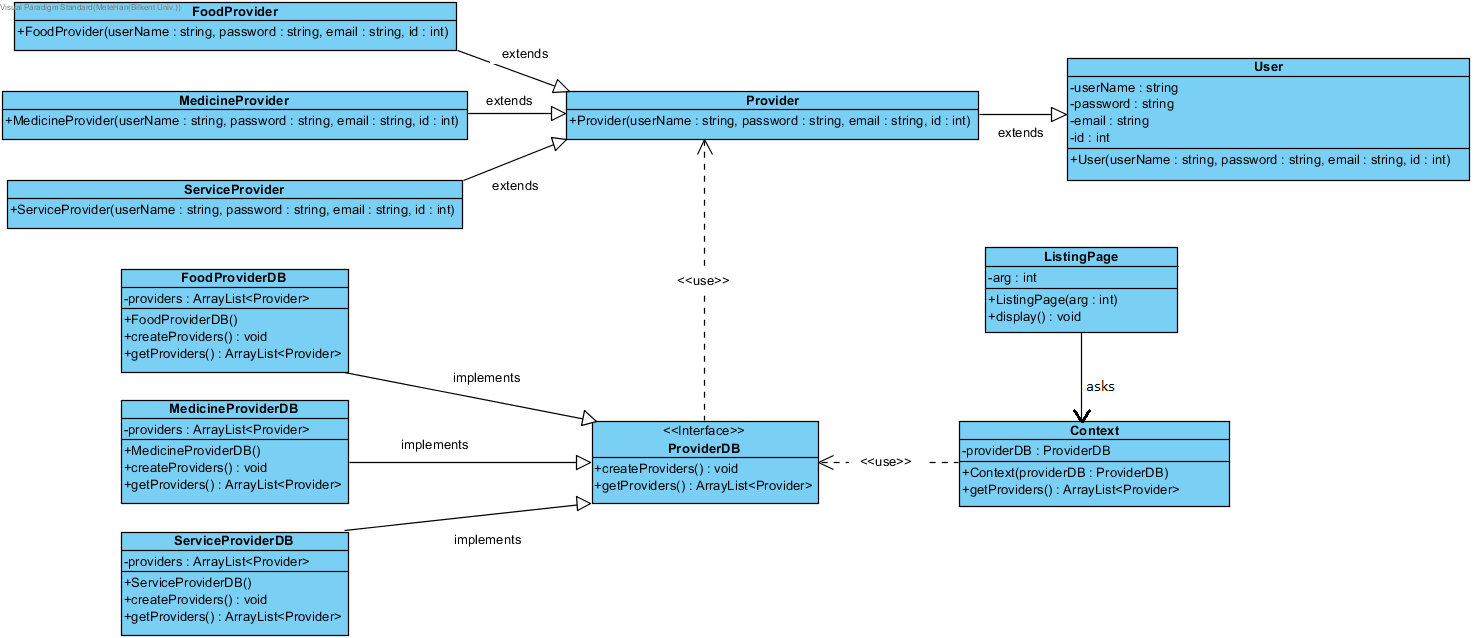 Visual Paradigm Standard(MeteHan(Bilkent Univ.))
FoodProvider
+FoodProvider(userName : string, password : string, email : string, id : int)
extends
MedicineProvider
+MedicineProvider(userName : string, password : string, email : string, id : int)
extends
ServiceProvider
+ServiceProvider(userName : string, password : string, email : string, id : int)
extends
Provider
+Provider(userName : string, password : string, email : string, id : int)
extends
User
-userName : string
-password : string
-email : string
-id : int
+User(userName : string, password : string, email : string, id : int)
<<use>>
ListingPage
-arg : int
+ListingPage(arg : int)
+display() : void
asks
FoodProviderDB
-providers : ArrayList<Provider>
+FoodProviderDB()
+createProviders() : void
+getProviders() : ArrayList<Provider>
implements
MedicineProviderDB
-providers : ArrayList<Provider>
+MedicineProviderDB()
+createProviders() : void
+getProviders() : ArrayList<Provider>
implements
ServiceProviderDB
-providers : ArrayList<Provider>
+ServiceProviderDB()
+createProviders() : void
+getProviders() : ArrayList<Provider>
implements
<<Interface>>
ProviderDB
+createProviders() : void
+getProviders() : ArrayList<Provider>
<<use>>
Context
-providerDB : ProviderDB
+Context(providerDB : ProviderDB)
+getProviders() : ArrayList<Provider>